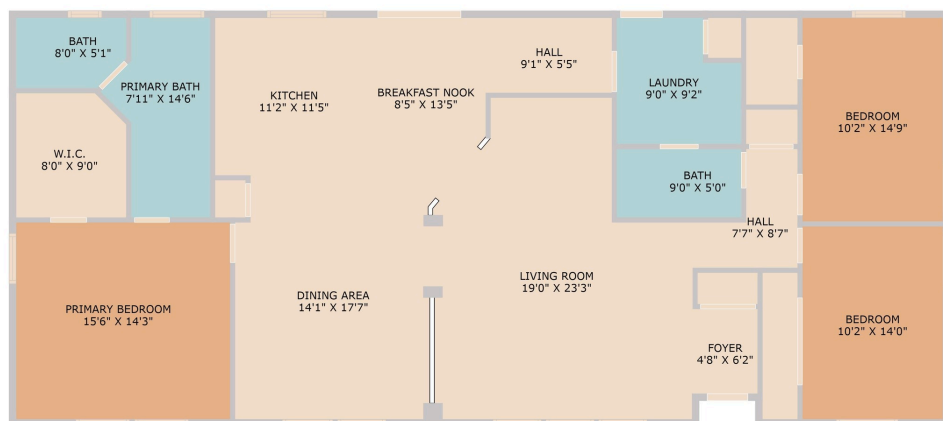 BATH
8'0" X 5'1"
PRIMARY BATH
7'11" X 14'6"
W.I.C.
8'0" X 9'0"
KITCHEN
11'2" X 11'5"
BREAKFAST NOOK
8'5" X 13'5"
HALL
9'1" X 5'5"
LAUNDRY
9'0" X 9'2"
BATH
9'0" X 5'0"
BEDROOM
10'2" X 14'9"
HALL
7'7" X 8'7"
PRIMARY BEDROOM
15'6" X 14'3"
DINING AREA
14'1" X 17'7"
LIVING ROOM
19'0" X 23'3"
FOYER
4'8" X 6'2"
BEDROOM
10'2" X 14'0"